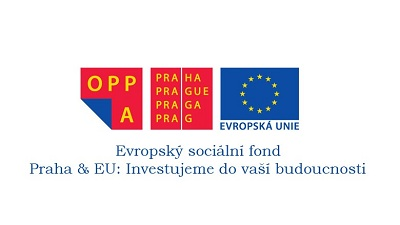 OPP
A
PRAHA
PRAGUE
PRAGA
PRAG
EVROPSKÁ UNIE
Evropský sociální fond
Praha & EU: Investujeme do vaší budoucnosti